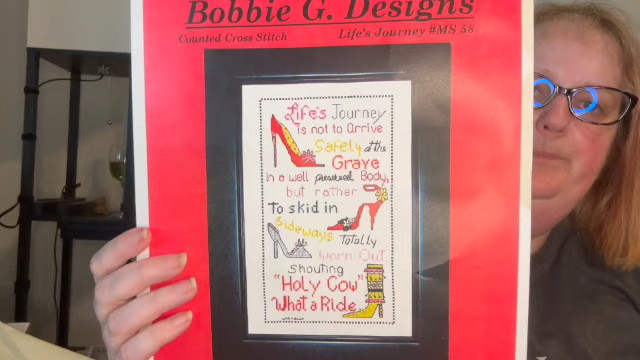 Bobbie G. Designs
Counted Cross Stitch Life's Journey #MS 58
Life's Journey
Is not to Arrive
Safely at the
Grave
in a well preserved Body,
but rather
To skid in
Sideways
Totally
Worn Out
Shouting
"Holy Cow"
What a Ride